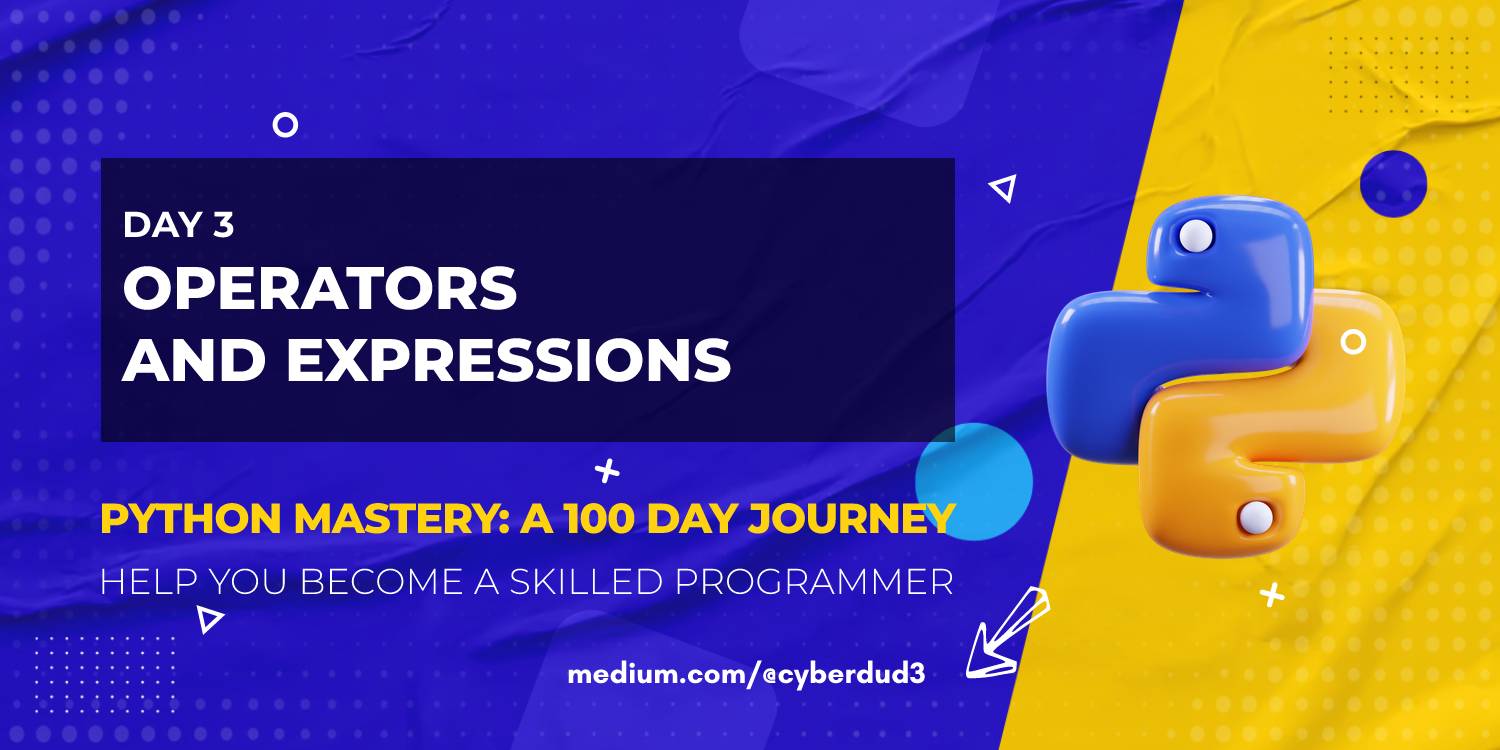 DAY 3
OPERATORS
AND EXPRESSIONS
PYTHON MASTERY: A 100 DAY JOURNEY
HELP YOU BECOME A SKILLED PROGRAMMER
medium.com/@cyberdud3